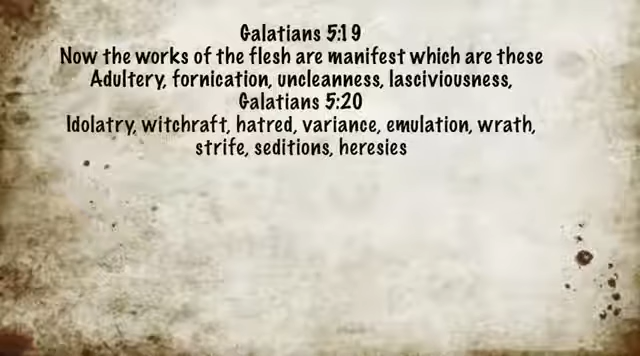 Galatians 5:19
Now the works of the flesh are manifest which are these
Adultery, fornication, uncleanness, lasciviousness,
Galatians 5:20
Idolatry, witchraft, hatred, variance, emulation, wrath,
strife, seditions, heresies